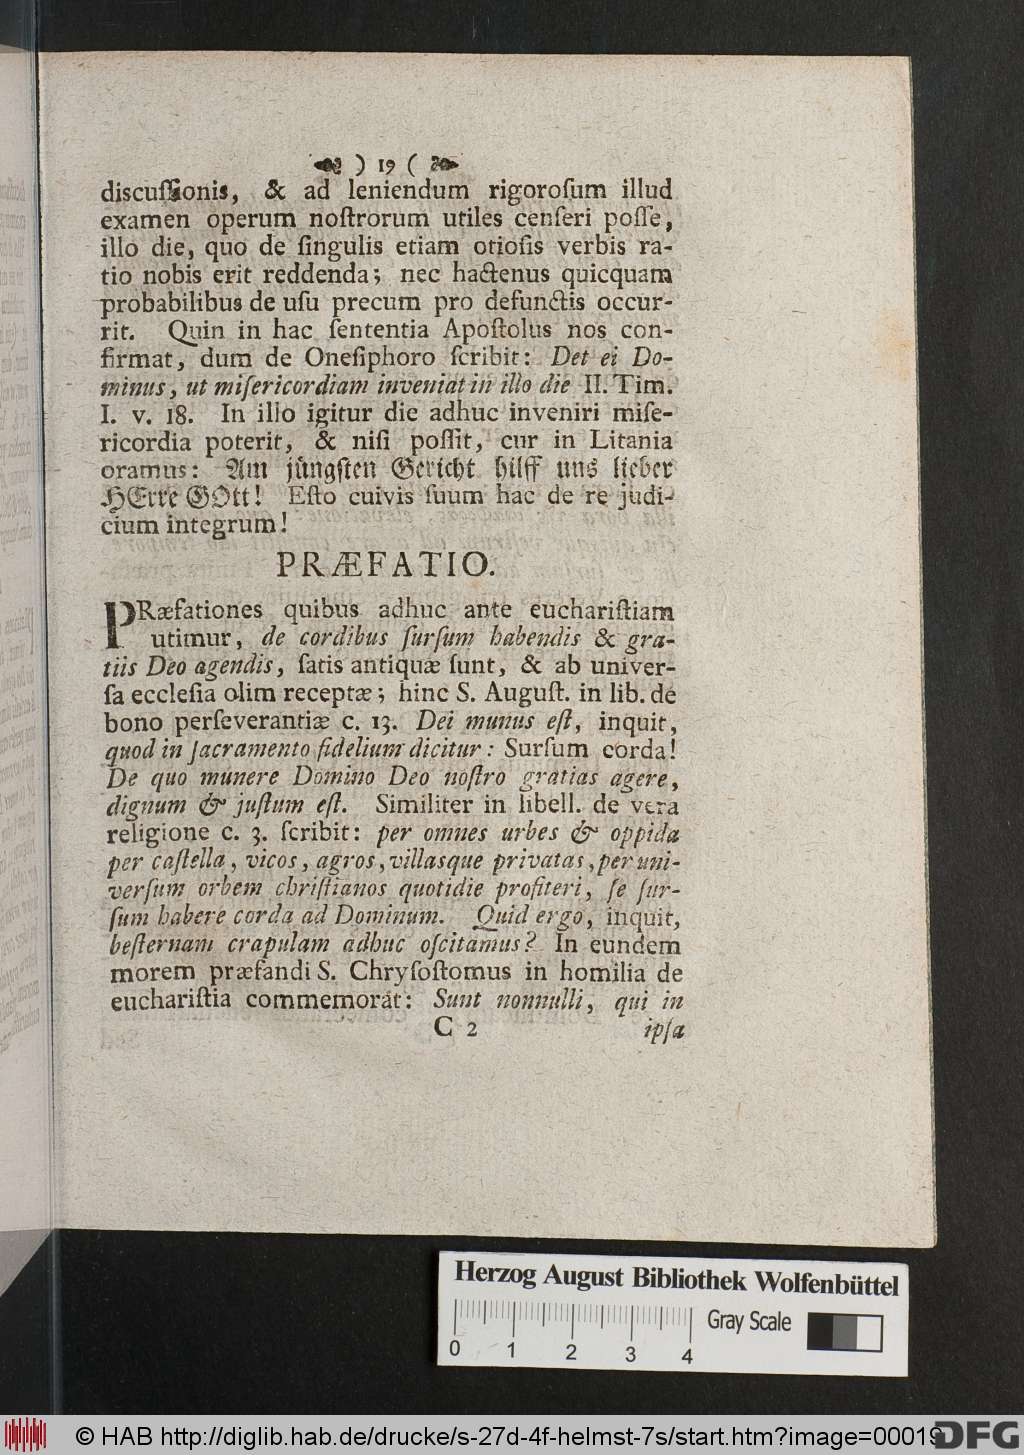 ) 19 (
discuſſionis, & ad leniendum rigoroſum illud
examen operum noſtrorum utiles cenſeri poſſe,
illo die, quo de ſingulis etiam otioſis verbis ra-
tio nobis erit reddenda; nec hactenus quicquam
probabilibus de uſu precum pro defunctis occur-
rit. Quin in hac ſententia Apoſtolus nos con-
firmat, dum de Oneſiphoro ſcribit: Det ei Do-
minus, ut miſericordiam inveniat in illo die II. Tim.
I. v. 18. In illo igitur die adhuc inveniri miſe-
ricordia poterit, & niſi poſſit, cur in Litania
oramus: Am jüngſten Gericht hilff uns lieber
HErre GOtt! Eſto cuivis ſuum hac de re judi-
cium integrum!
PRÆFATIO.
PRæfationes quibus adhuc ante euchariſtiam
utimur, de cordibus ſurſum habendis & gra-
tiis Deo agendis, ſatis antiquæ ſunt, & ab univer-
ſa eccleſia olim receptæ; hinc S. Auguſt. in lib. de
bono perſeverantiæ c. 13. Dei munus eſt, inquit,
quod in ſacramento fidelium dicitur: Surſum corda!
De quo munere Domino Deo noſtro gratias agere,
dignum & juſtum eſt. Similiter in libell. de vera
religione c. 3. ſcribit: per omnes urbes & oppida
per caſtella, vicos, agros, villasque privatas, per uni-
verſum orbem chriſtianos quotidie profiteri, ſe ſur-
ſum habere corda ad Dominum. Quid ergo, inquit,
heſternam crapulam adhuc oſcitamus? In eundem
morem præfandi S. Chryſoſtomus in homilia de
euchariſtia commemorat: Sunt nonnulli, qui in
C 2 ipſa
Herzog August Bibliothek Wolfenbüttel
Gray Scale
0 1 2 3 4
© HAB http://diglib.hab.de/drucke/s-27d-4f-helmst-7s/start.htm?image=00019
DFG